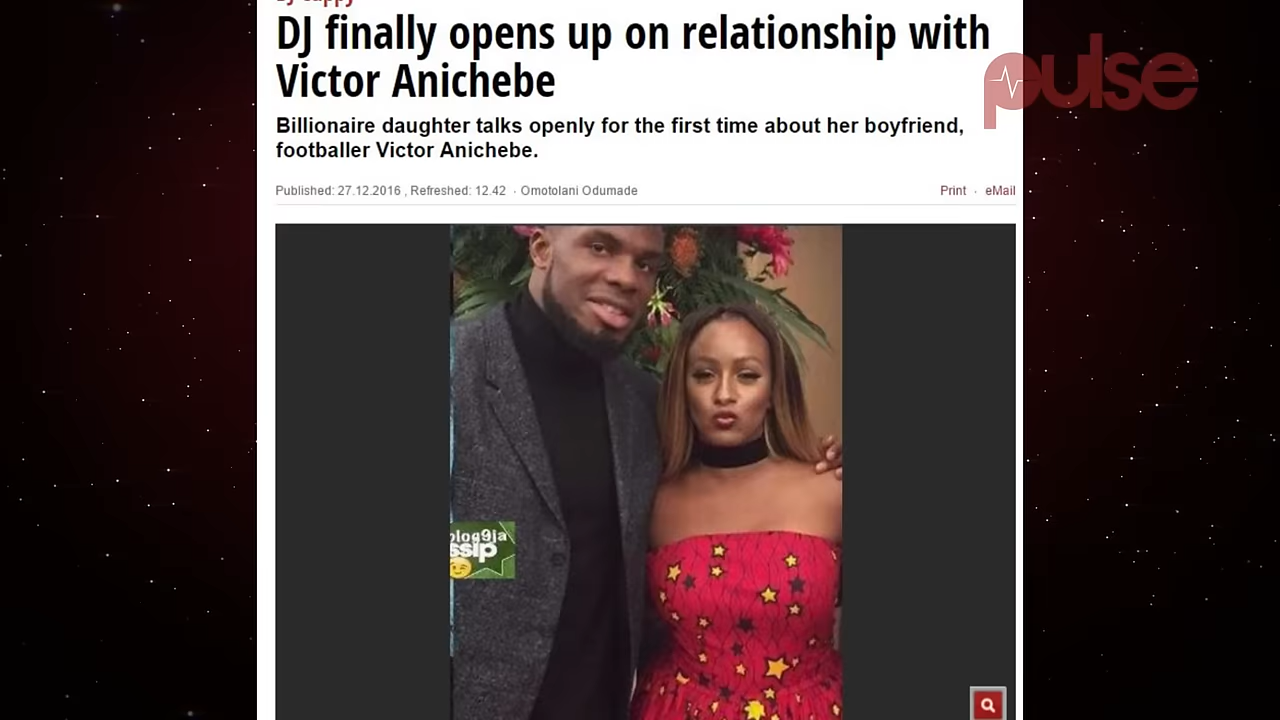 DJ finally opens up on relationship with
Victor Anichebe
pulse
Billionaire daughter talks openly for the first time about her boyfriend,
footballer Victor Anichebe.
Published: 27.12.2016 , Refreshed: 12.42 · Omotolani Odumade
Print · eMail